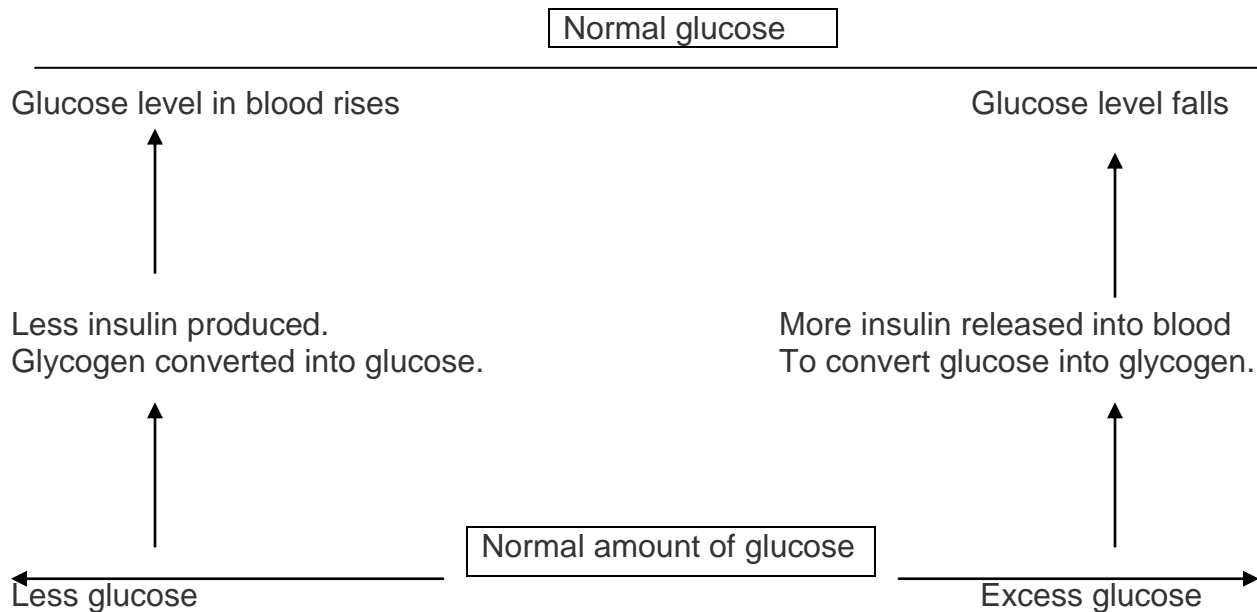 Normal glucose
Glucose level in blood rises
Glucose level falls
Less insulin produced.
Glycogen converted into glucose.
More insulin released into blood
To convert glucose into glycogen.
Normal amount of glucose
Less glucose
Excess glucose